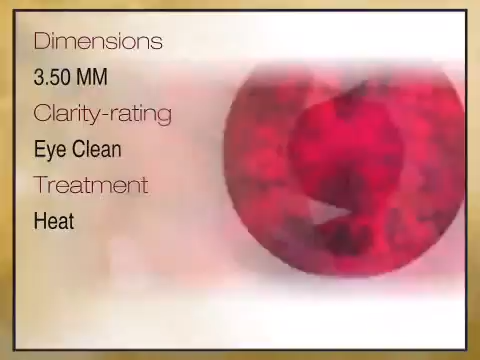 Dimensions
3.50 MM
Clarity-rating
Eye Clean
Treatment
Heat